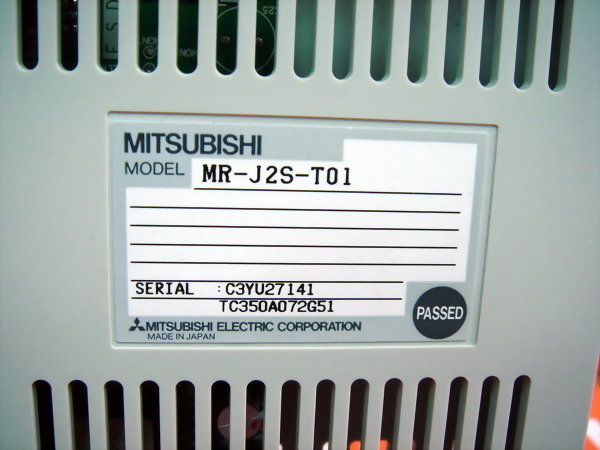 MITSUBISHI
MODEL MR-J2S-T01
SERIAL : C3YU27141
TC350A072G51
PASSED
MITSUBISHI ELECTRIC CORPORATION
MADE IN JAPAN